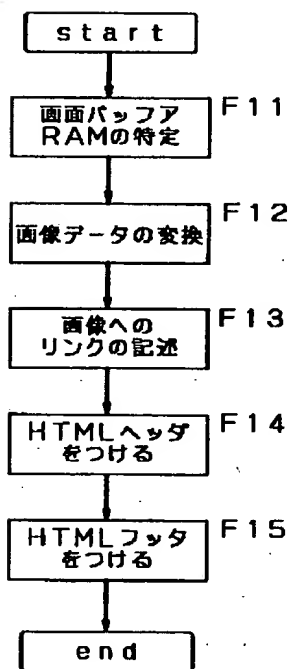 start
画面バッファ F11
RAMの特定
画像データの変換 F12
画像への F13
リンクの記述
HTMLヘッダ F14
をつける
HTMLフッタ F15
をつける
end